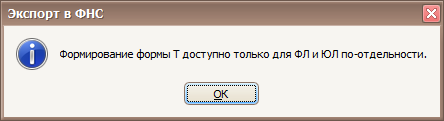 Экспорт в ФНС
Формирование формы Т доступно только для ФЛ и ЮЛ по-отдельности.
OK